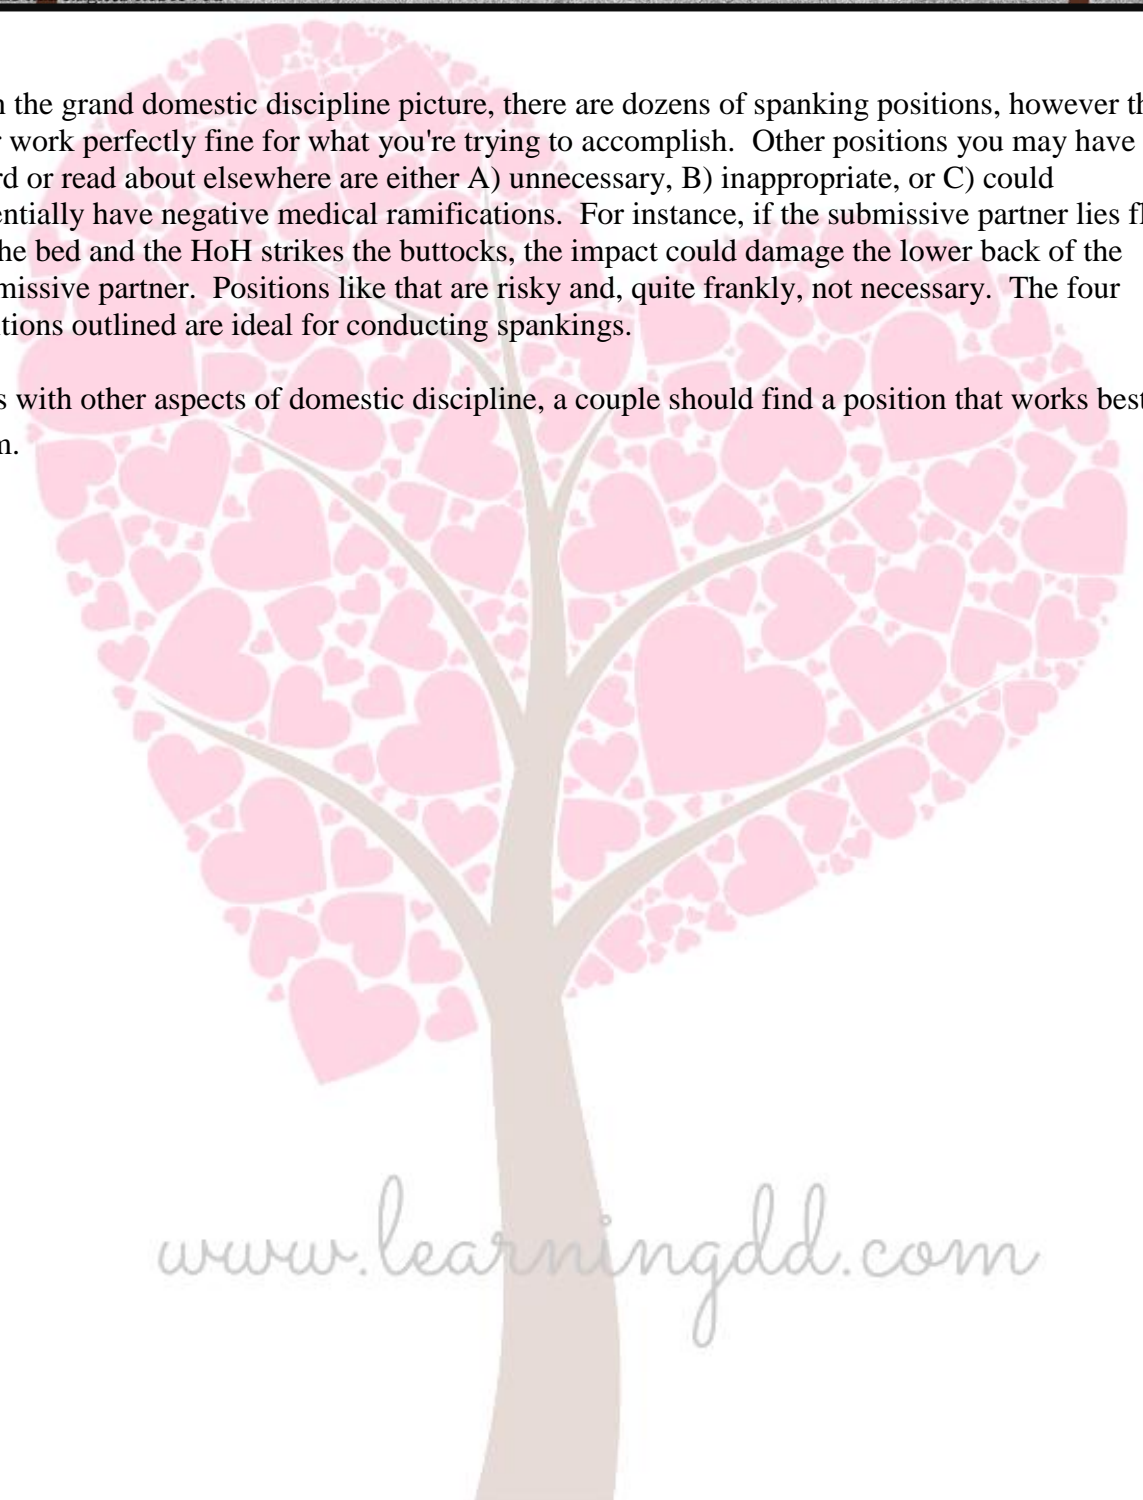 n the grand domestic discipline picture, there are dozens of spanking positions, however th
r work perfectly fine for what you're trying to accomplish.  Other positions you may have
rd or read about elsewhere are either A) unnecessary, B) inappropriate, or C) could
entially have negative medical ramifications.  For instance, if the submissive partner lies fl
he bed and the HoH strikes the buttocks, the impact could damage the lower back of the
missive partner.  Positions like that are risky and, quite frankly, not necessary.  The four
itions outlined are ideal for conducting spankings.
s with other aspects of domestic discipline, a couple should find a position that works best
m.
www.learningdd.com